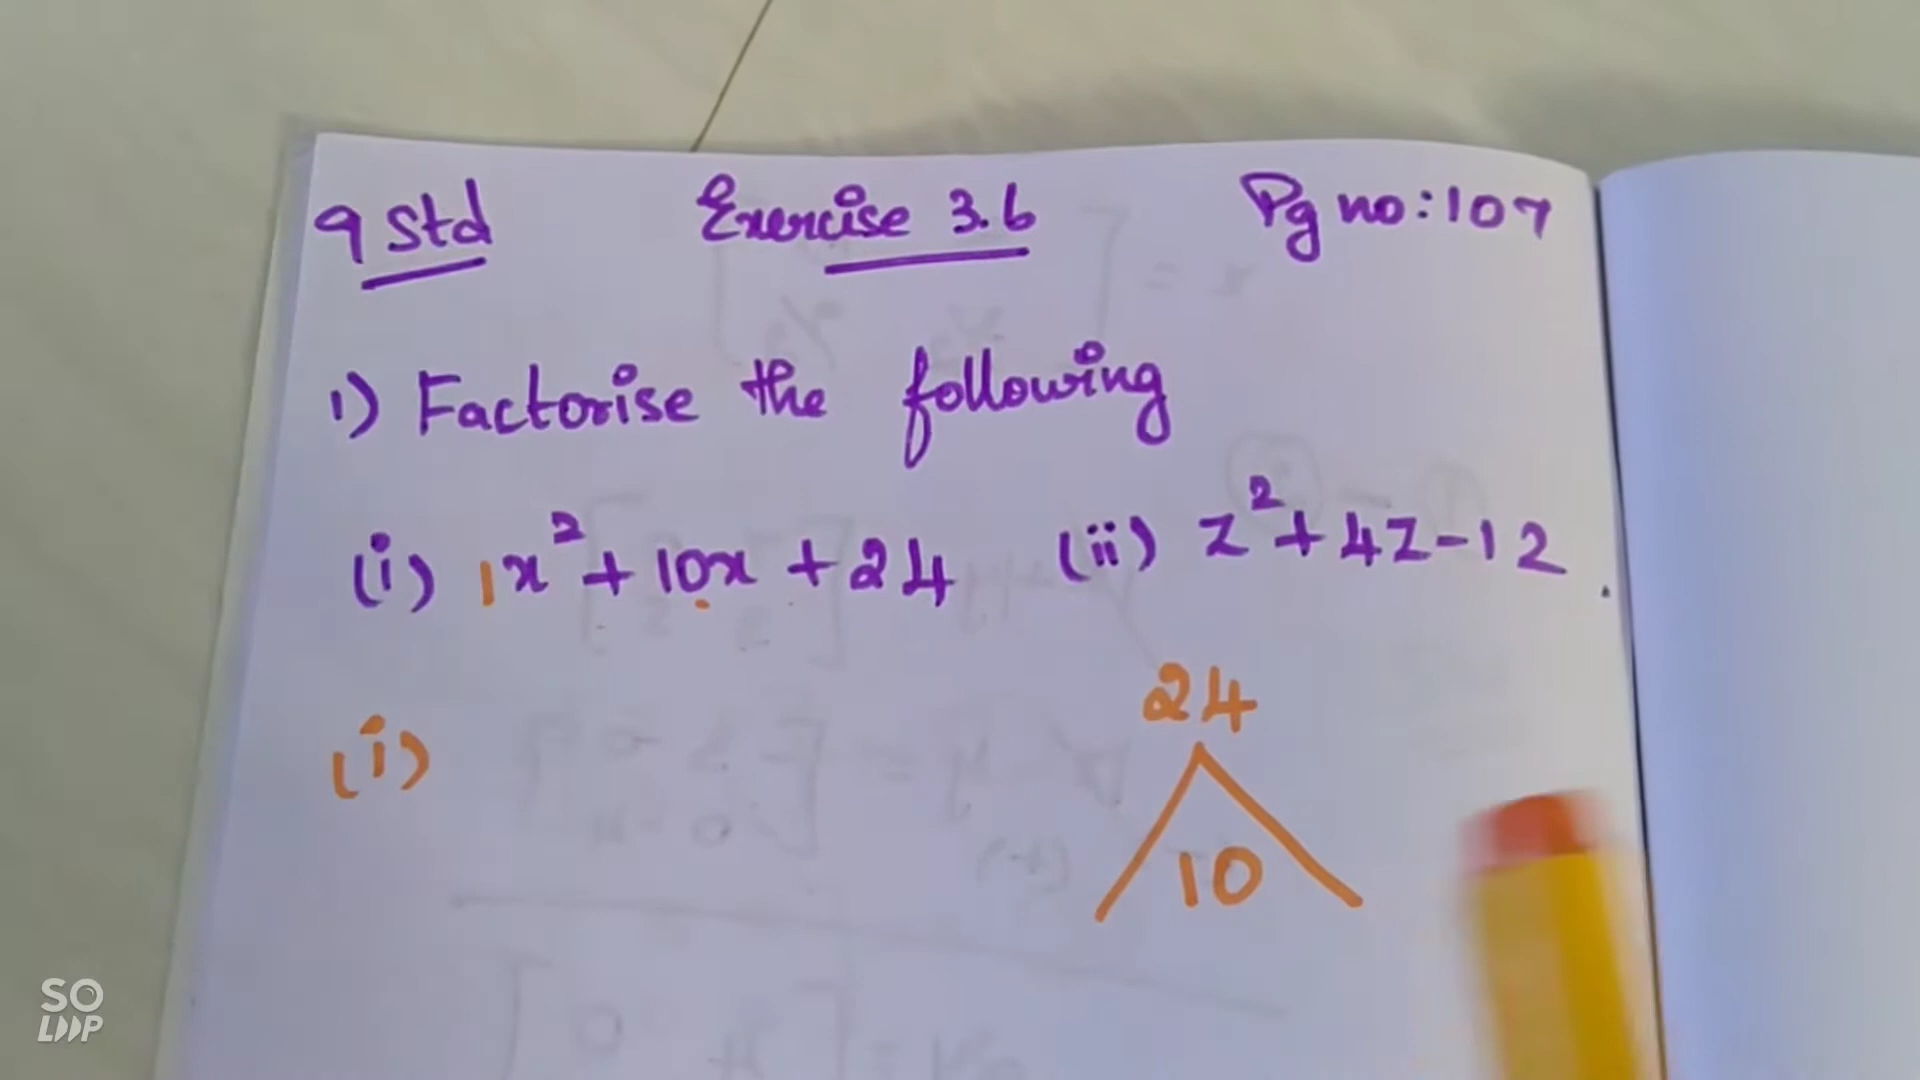 9 std Exercise 3.6 Pg no:107
1) Factorise the following
(i) 1x²+10x+24 (ii) z²+4z-12
(i) 24
10
SO
LOOP